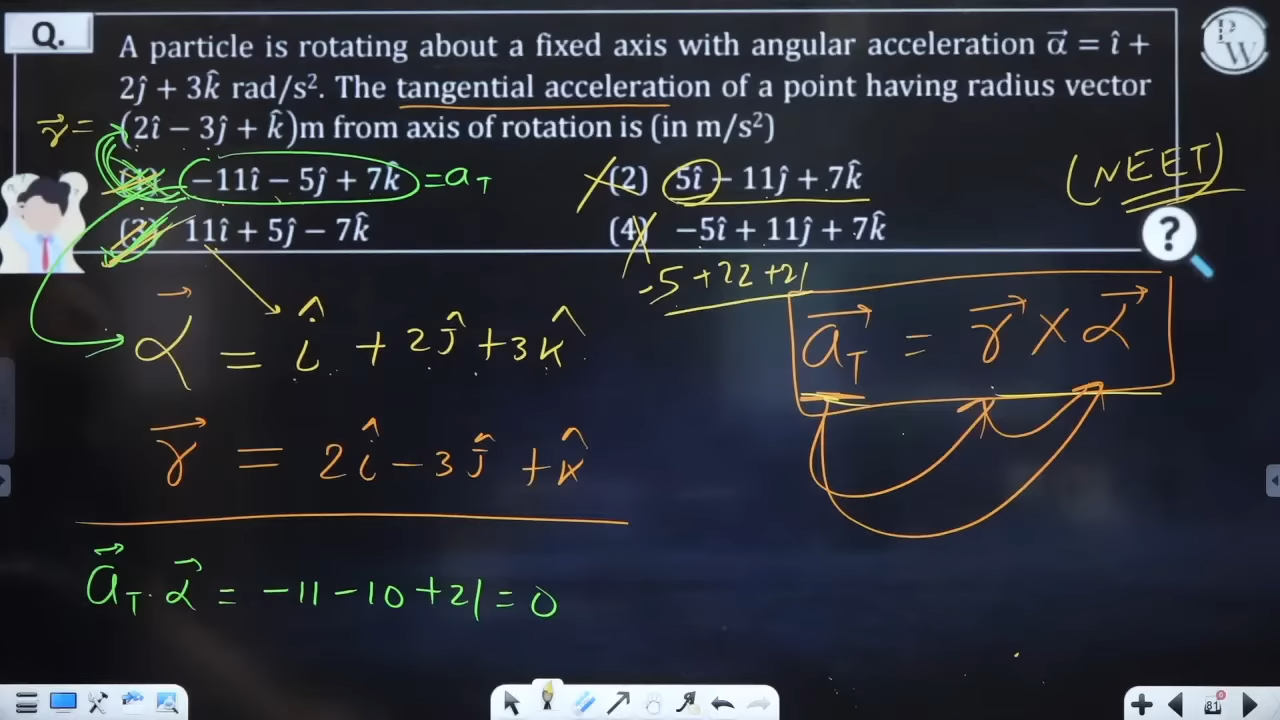 Q.
A particle is rotating about a fixed axis with angular acceleration α⃗ = î +
2ĵ + 3k̂ rad/s². The tangential acceleration of a point having radius vector
r⃗ = (2î − 3ĵ + k̂)m from axis of rotation is (in m/s²)
(1) −11î − 5ĵ + 7k̂ = aT
(2) 5î − 11ĵ + 7k̂
(NEET)
(3) 11î + 5ĵ − 7k̂
(4) −5î + 11ĵ + 7k̂
?
PW
-5 + 22 + 21
α⃗ = î + 2ĵ + 3k̂
a⃗T = r⃗ × α⃗
r⃗ = 2î − 3ĵ + k̂
a⃗T . α⃗ = −11 − 10 + 21 = 0
81